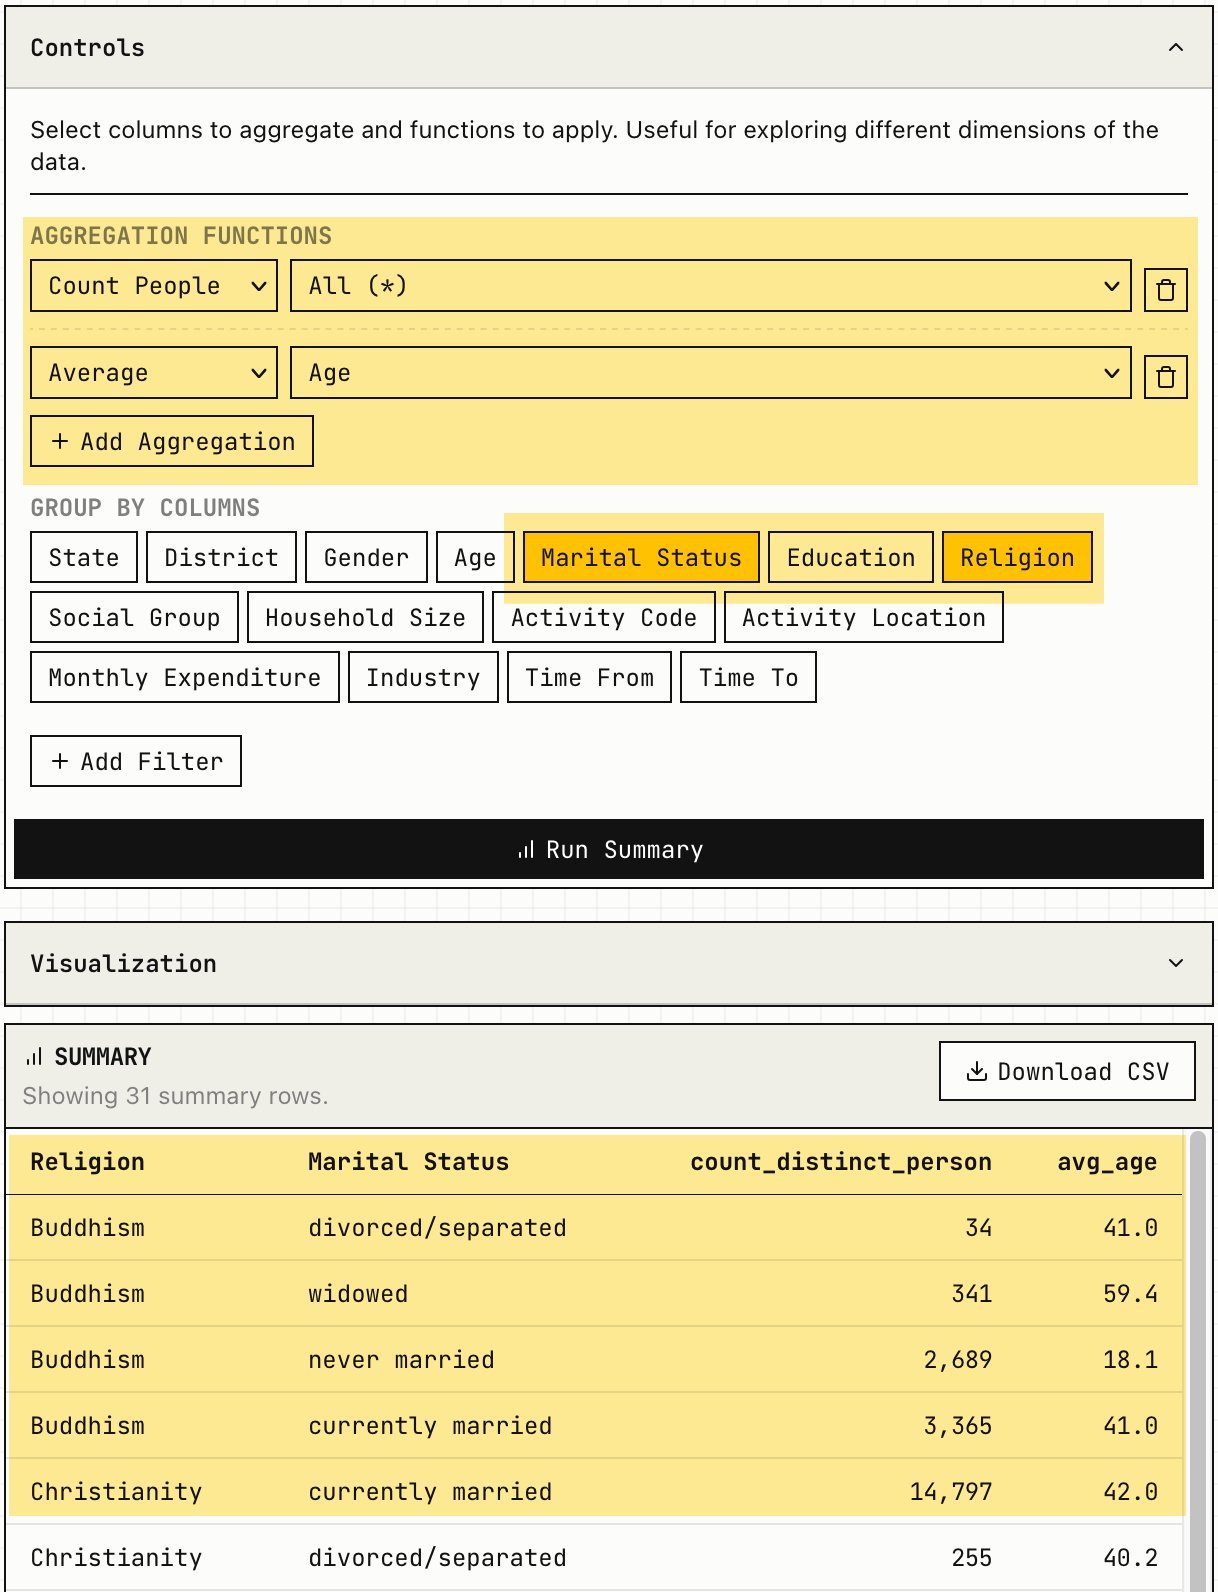 Controls
Select columns to aggregate and functions to apply. Useful for exploring different dimensions of the
data.
AGGREGATION FUNCTIONS
Count People All (*)
Average Age
+ Add Aggregation
GROUP BY COLUMNS
State District Gender Age Marital Status Education Religion
Social Group Household Size Activity Code Activity Location
Monthly Expenditure Industry Time From Time To
+ Add Filter
Run Summary
Visualization
SUMMARY
Download CSV
Showing 31 summary rows.
Religion Marital Status count_distinct_person avg_age
Buddhism divorced/separated 34 41.0
Buddhism widowed 341 59.4
Buddhism never married 2,689 18.1
Buddhism currently married 3,365 41.0
Christianity currently married 14,797 42.0
Christianity divorced/separated 255 40.2